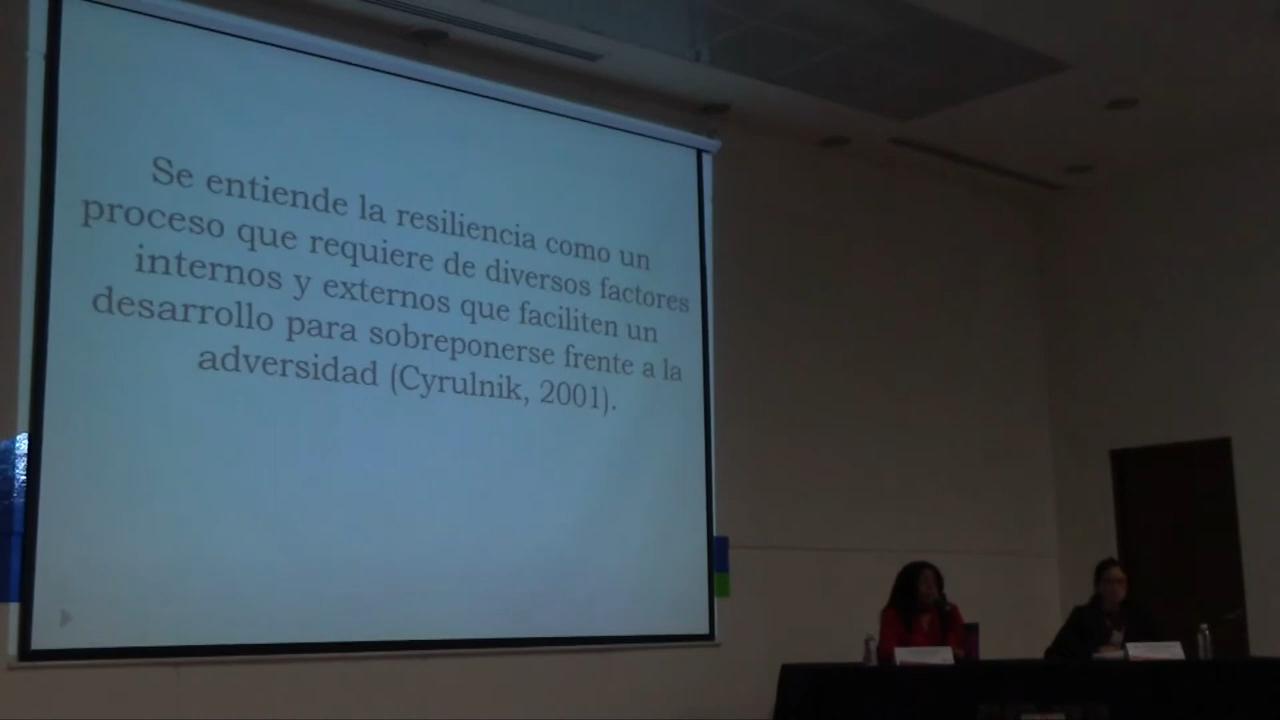 Se entiende la resiliencia como un
proceso que requiere de diversos factores
internos y externos que faciliten un
desarrollo para sobreponerse frente a la
adversidad (Cyrulnik, 2001).